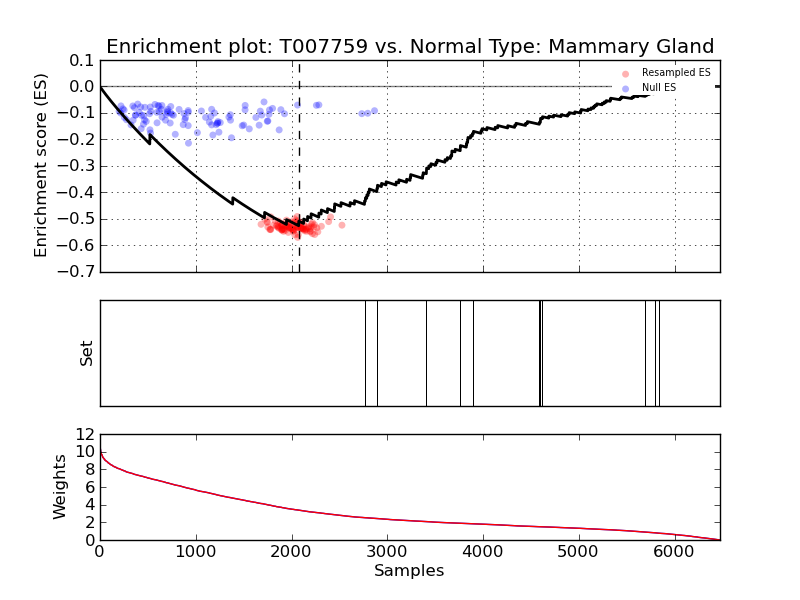 Enrichment plot: T007759 vs. Normal Type: Mammary Gland
Enrichment score (ES)
0.1
0.0
−0.1
−0.2
−0.3
−0.4
−0.5
−0.6
−0.7
Resampled ES
Null ES
Set
Weights
12
10
8
6
4
2
0
0 1000 2000 3000 4000 5000 6000
Samples